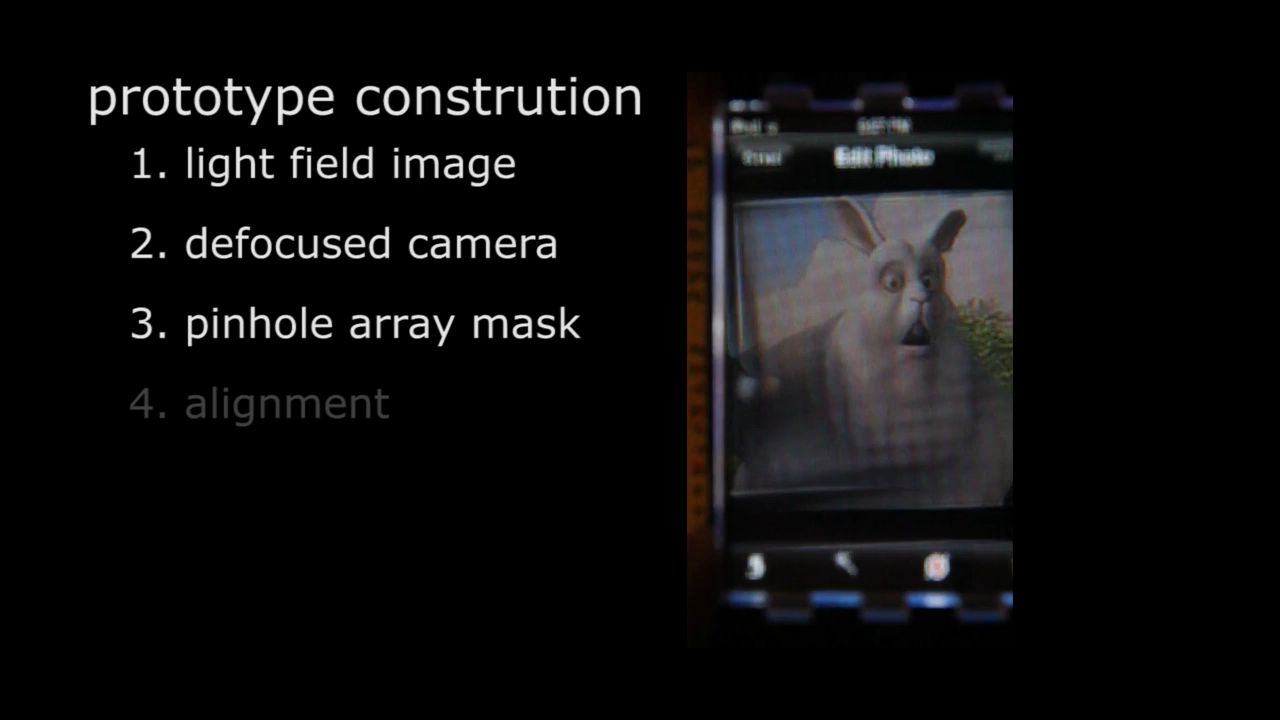 prototype constrution
1. light field image
2. defocused camera
3. pinhole array mask
4. alignment
Edit Photo